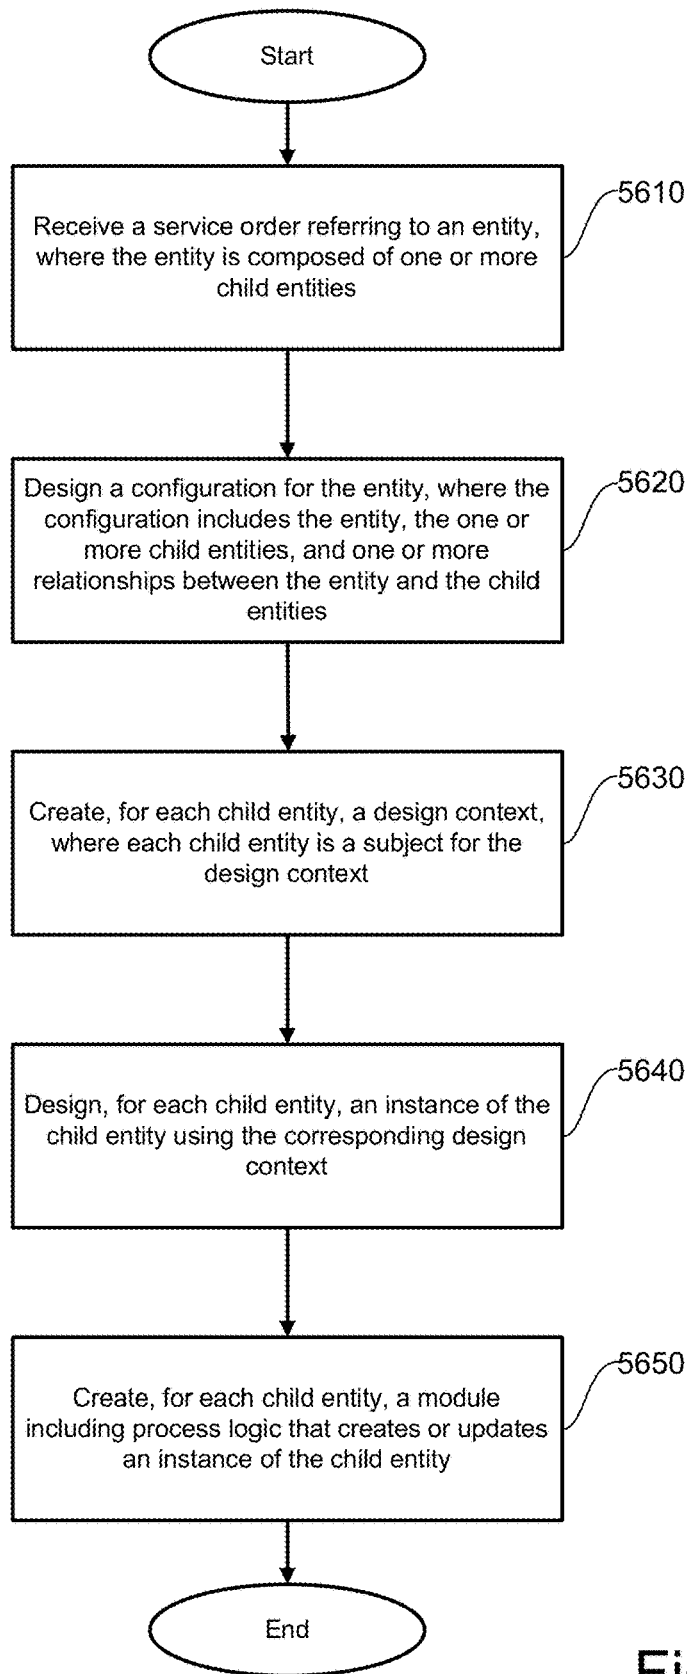 Start
Receive a service order referring to an entity,
where the entity is composed of one or more
child entities
5610
Design a configuration for the entity, where the
configuration includes the entity, the one or
more child entities, and one or more
relationships between the entity and the child
entities
5620
Create, for each child entity, a design context,
where each child entity is a subject for the
design context
5630
Design, for each child entity, an instance of the
child entity using the corresponding design
context
5640
Create, for each child entity, a module
including process logic that creates or updates
an instance of the child entity
5650
End